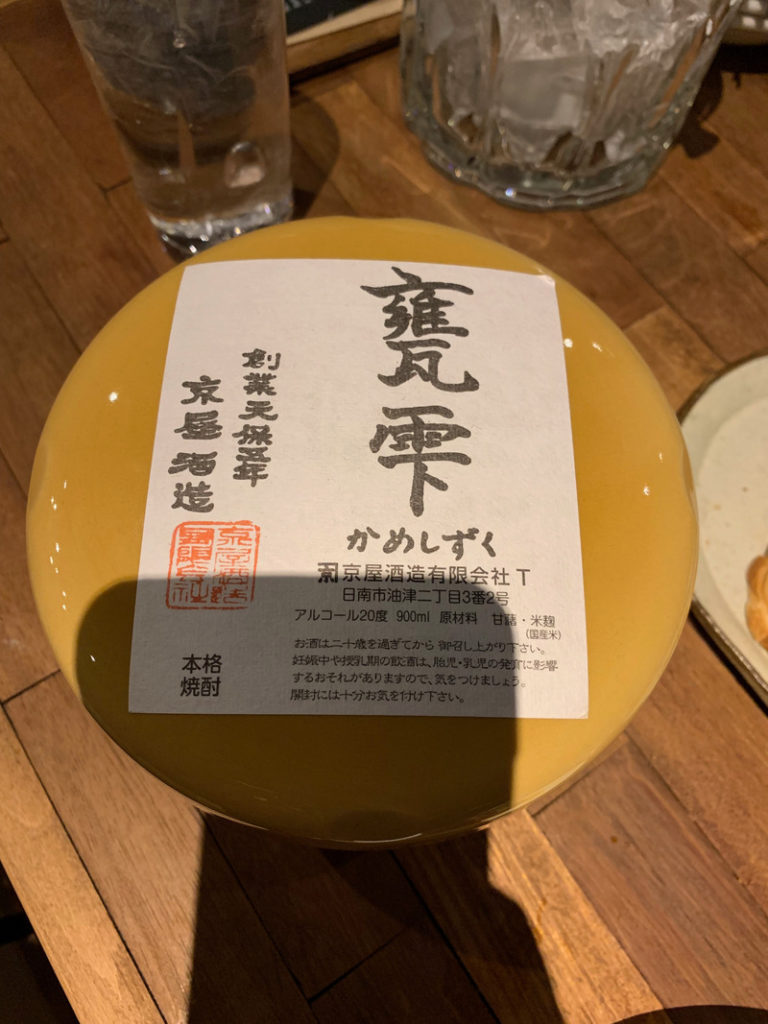 甕雫
かめしずく
京屋酒造有限会社 T
日南市油津二丁目3番2号
アルコール20度 900ml 原材料 甘藷・米麹
(国産米)
お酒は二十歳を過ぎてから 御召し上がり下さい。
妊娠中や授乳期の飲酒は、胎児・乳児の発育に影響
するおそれがありますので、気をつけましょう。
開封には十分お気を付け下さい。
創業天保五年
京屋酒造
本格
焼酎